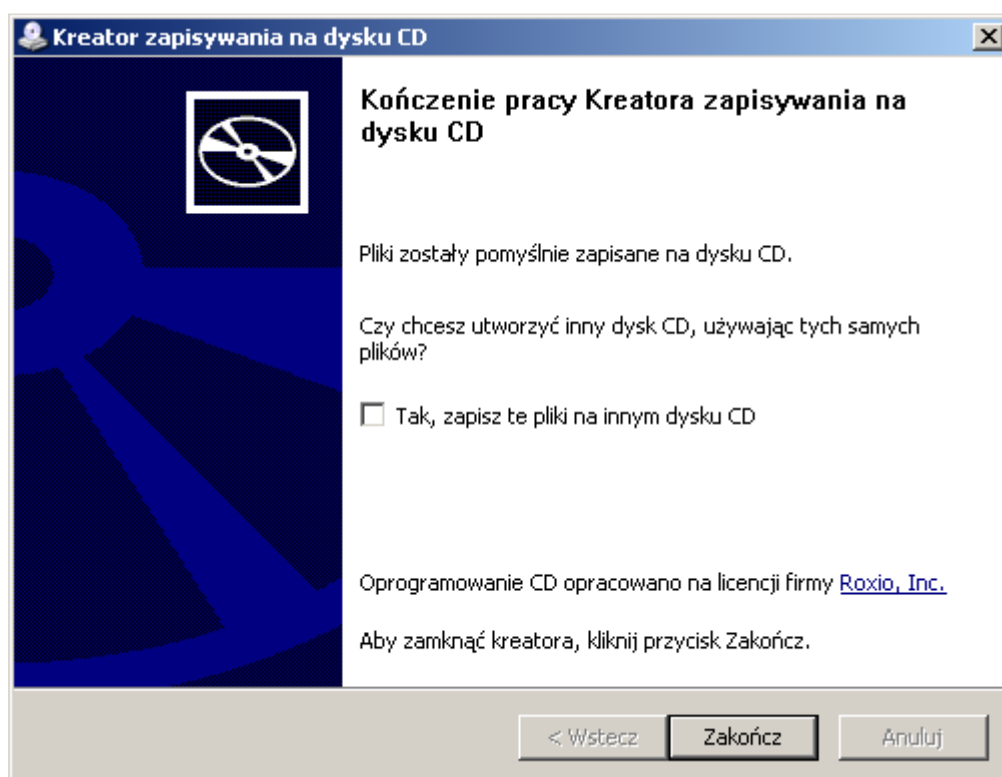 Kreator zapisywania na dysku CD
Kończenie pracy Kreatora zapisywania na
dysku CD
Pliki zostały pomyślnie zapisane na dysku CD.
Czy chcesz utworzyć inny dysk CD, używając tych samych
plików?
Tak, zapisz te pliki na innym dysku CD
Oprogramowanie CD opracowano na licencji firmy Roxio, Inc.
Aby zamknąć kreatora, kliknij przycisk Zakończ.
< Wstecz Zakończ Anuluj